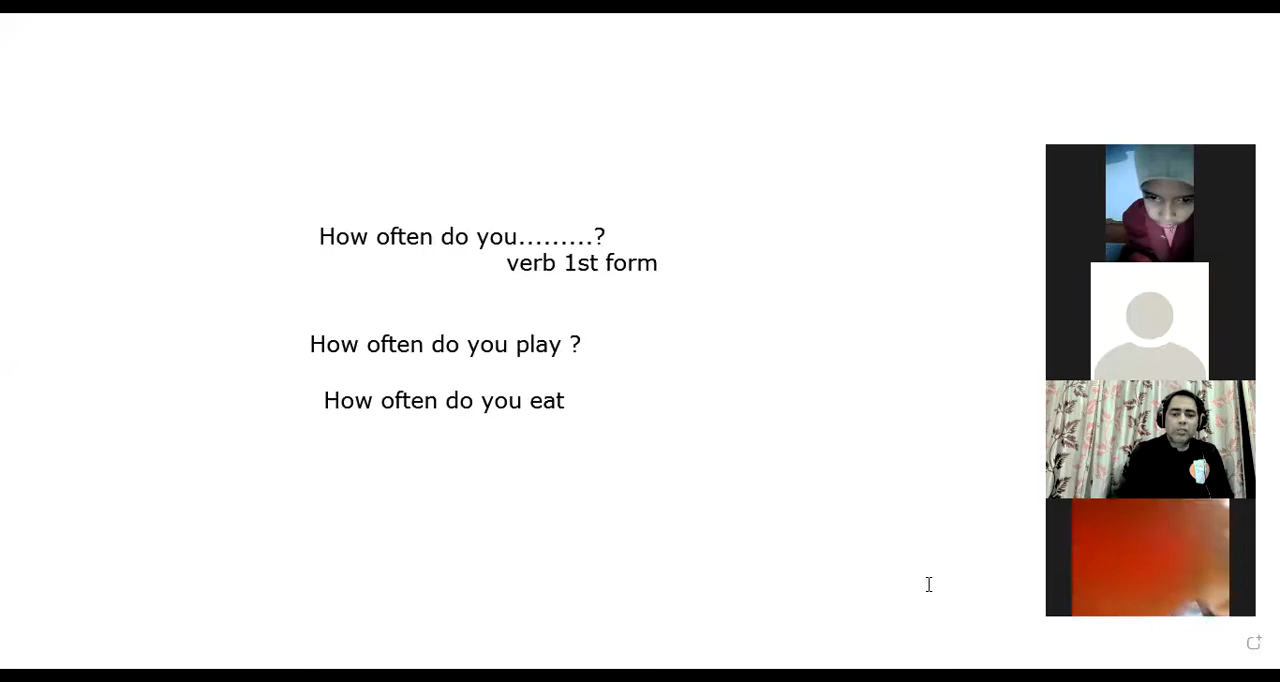 How often do you.........?
verb 1st form
How often do you play ?
How often do you eat